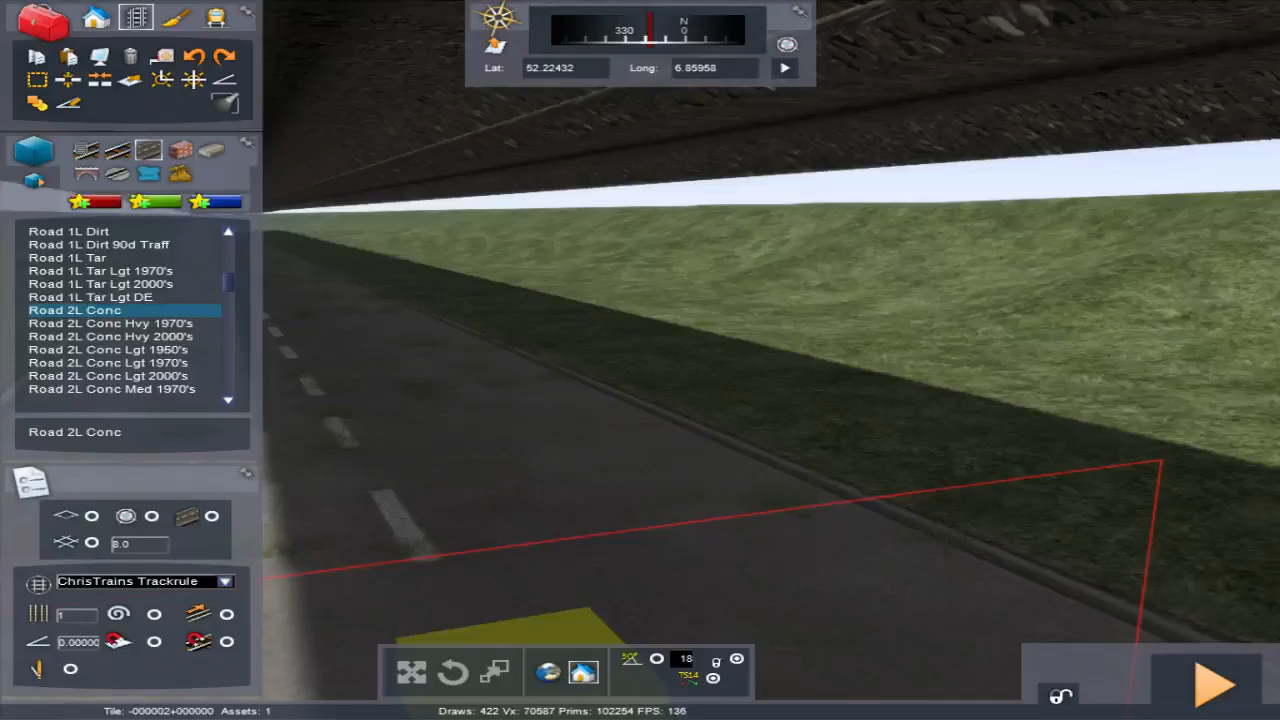 330
N
0
Lat:
52.22432
Long:
6.85958
Road 1L Dirt
Road 1L Dirt 90d Traff
Road 1L Tar
Road 1L Tar Lgt 1970's
Road 1L Tar Lgt 2000's
Road 1L Tar Lgt DE
Road 2L Conc
Road 2L Conc Hvy 1970's
Road 2L Conc Hvy 2000's
Road 2L Conc Lgt 1950's
Road 2L Conc Lgt 1970's
Road 2L Conc Lgt 2000's
Road 2L Conc Med 1970's
Road 2L Conc
8.0
ChrisTrains Trackrule
1
0.00000
18
TS14
Tile: -000002+000000 Assets: 1
Draws: 422 Vx: 70587 Prims: 102254 FPS: 136